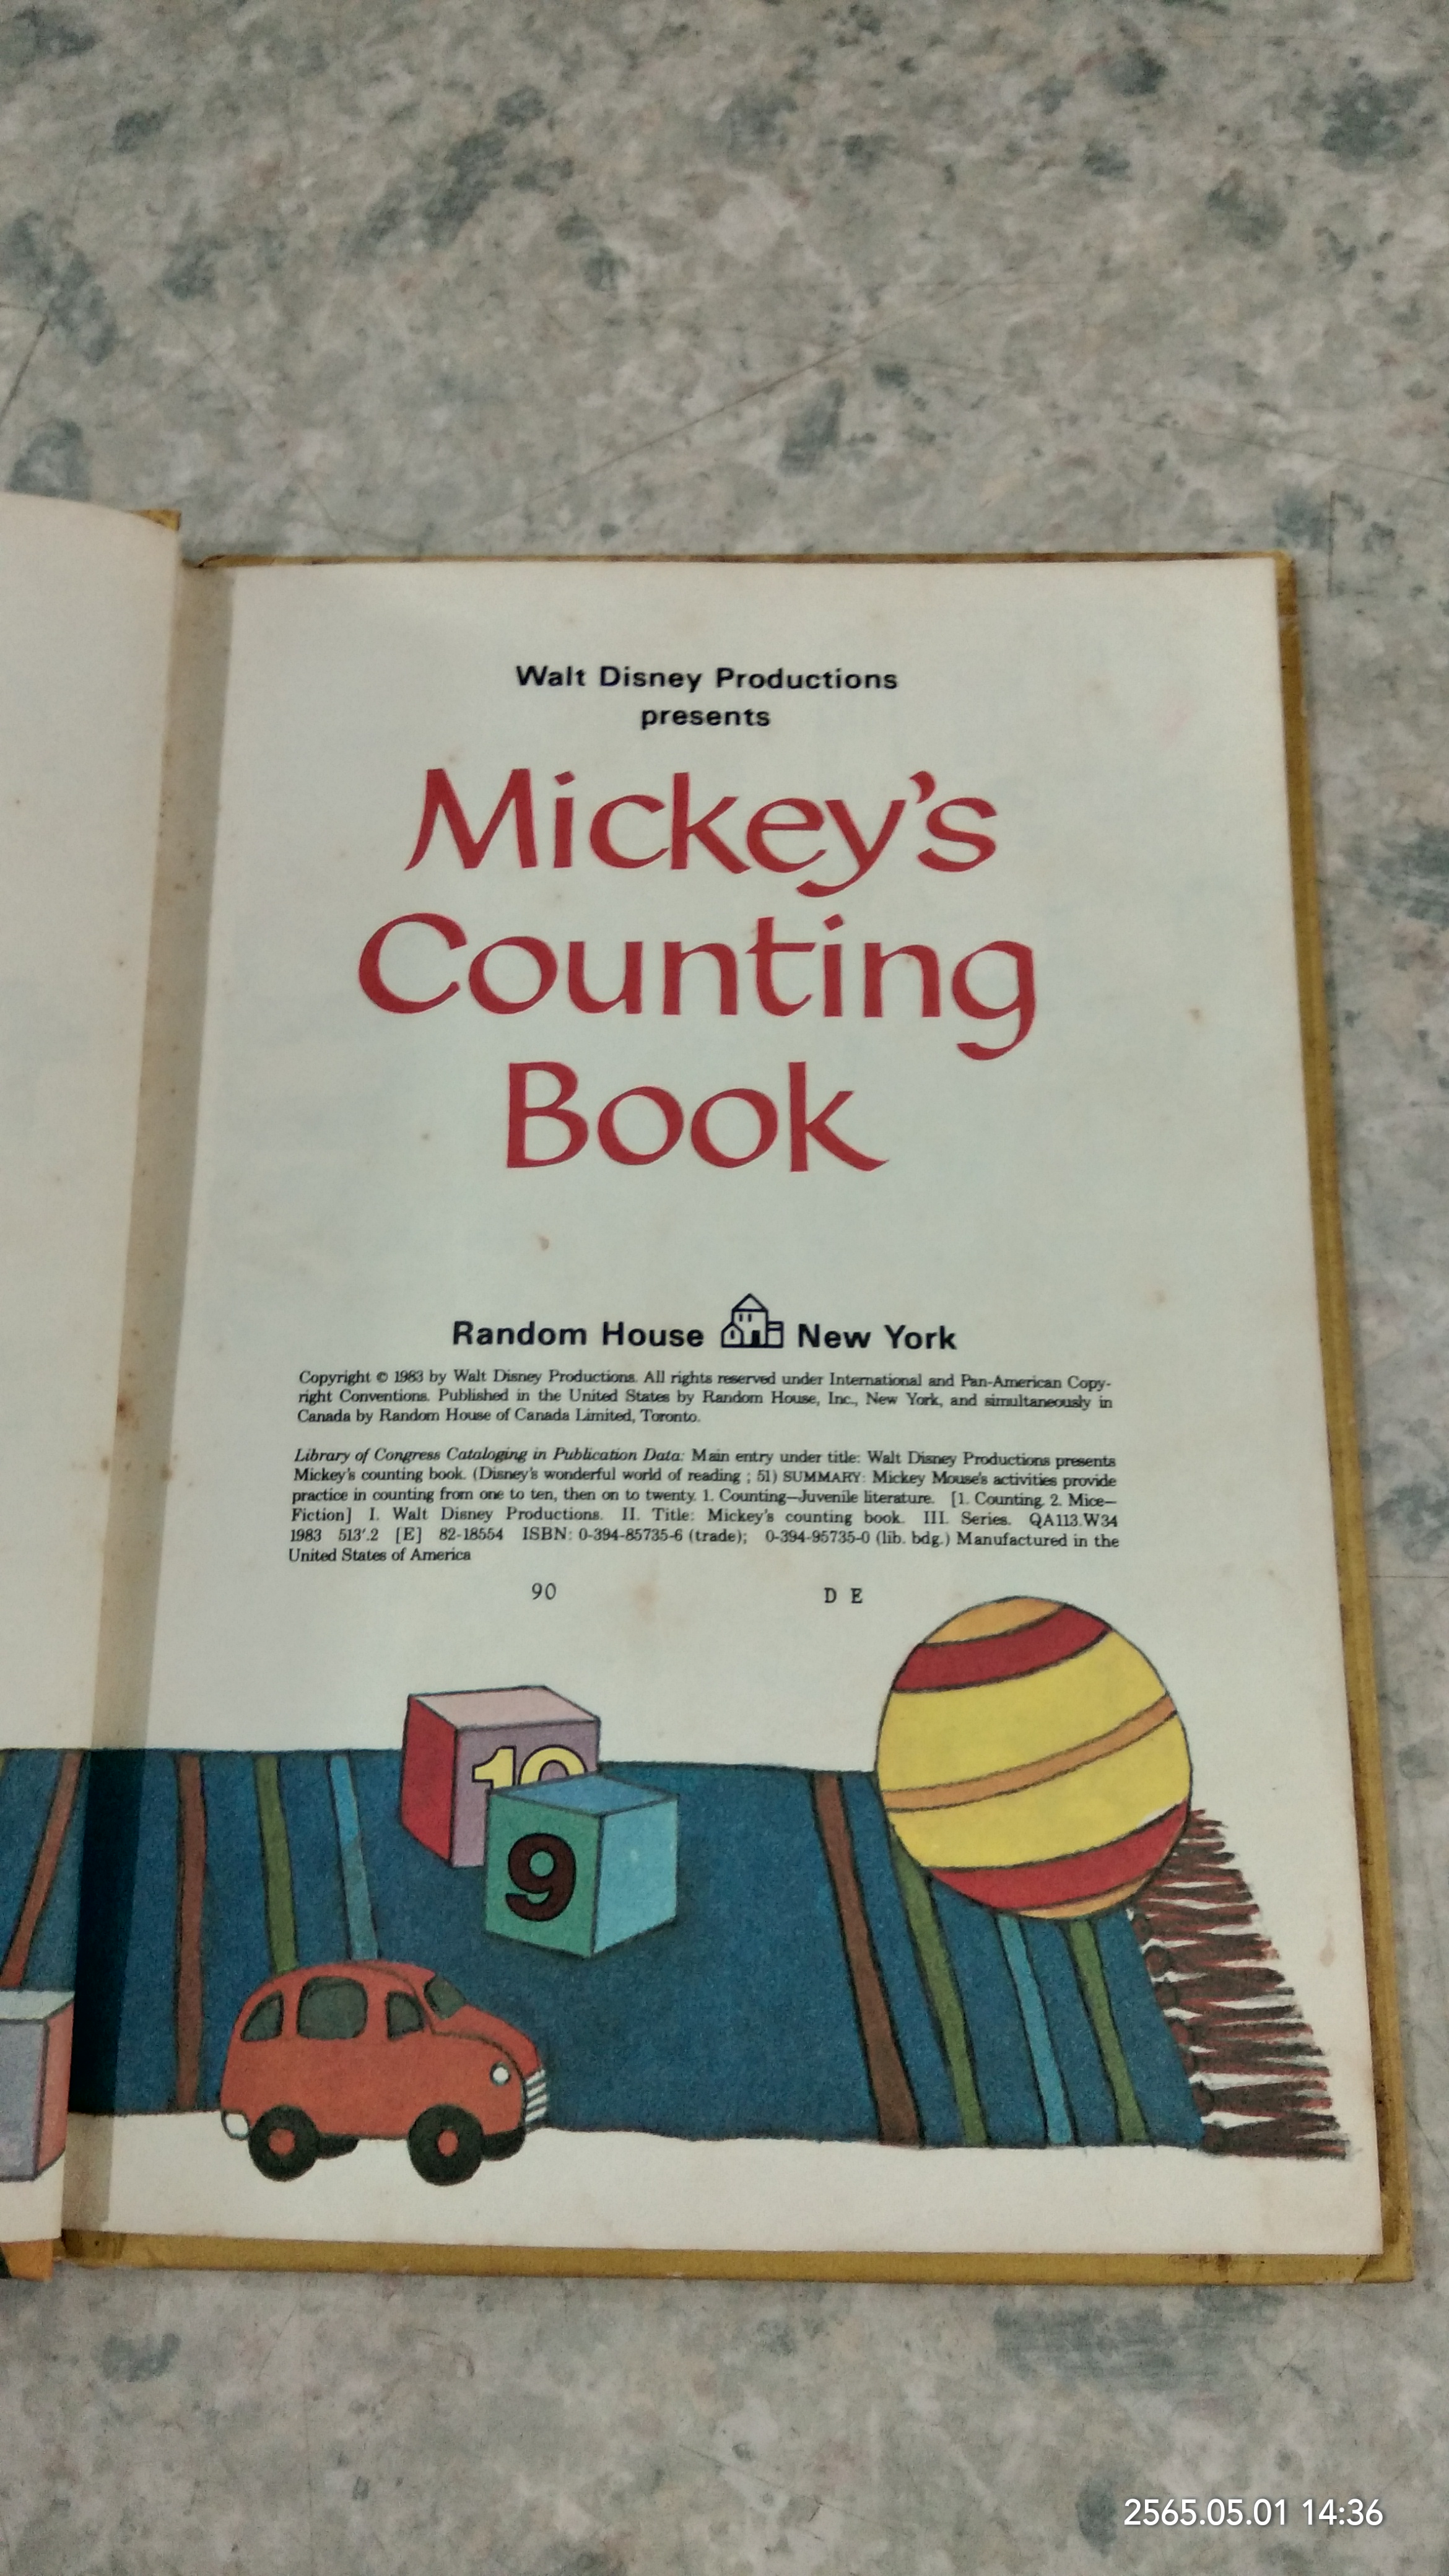 Walt Disney Productions
presents
Mickey's
Counting
Book
Random House New York
Copyright © 1983 by Walt Disney Productions. All rights reserved under International and Pan-American Copy-
right Conventions. Published in the United States by Random House, Inc., New York, and simultaneously in
Canada by Random House of Canada Limited, Toronto.
Library of Congress Cataloging in Publication Data: Main entry under title: Walt Disney Productions presents
Mickey's counting book. (Disney's wonderful world of reading ; 51) SUMMARY: Mickey Mouse's activities provide
practice in counting from one to ten, then on to twenty. 1. Counting—Juvenile literature. [1. Counting. 2. Mice—
Fiction] I. Walt Disney Productions. II. Title: Mickey's counting book. III. Series. QA113.W34
1983 513'.2 [E] 82-18554 ISBN: 0-394-85735-6 (trade); 0-394-95735-0 (lib. bdg.) Manufactured in the
United States of America
90 D E
10
9
2565.05.01 14:36